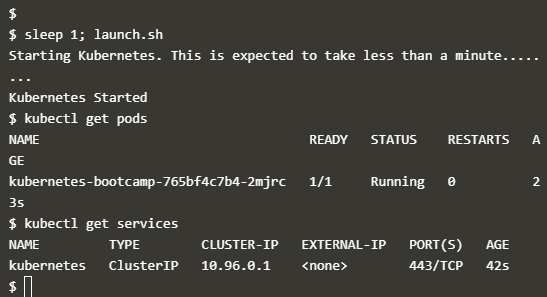 $
$ sleep 1; launch.sh
Starting Kubernetes. This is expected to take less than a minute.....
...
Kubernetes Started
$ kubectl get pods
NAME READY STATUS RESTARTS A
GE
kubernetes-bootcamp-765bf4c7b4-2mjrc 1/1 Running 0 2
3s
$ kubectl get services
NAME TYPE CLUSTER-IP EXTERNAL-IP PORT(S) AGE
kubernetes ClusterIP 10.96.0.1 <none> 443/TCP 42s
$